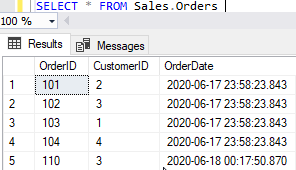 SELECT * FROM Sales.Orders
100 %
Results Messages
OrderID CustomerID OrderDate
1 101 2 2020-06-17 23:58:23.843
2 102 3 2020-06-17 23:58:23.843
3 103 1 2020-06-17 23:58:23.843
4 104 4 2020-06-17 23:58:23.843
5 110 3 2020-06-18 00:17:50.870